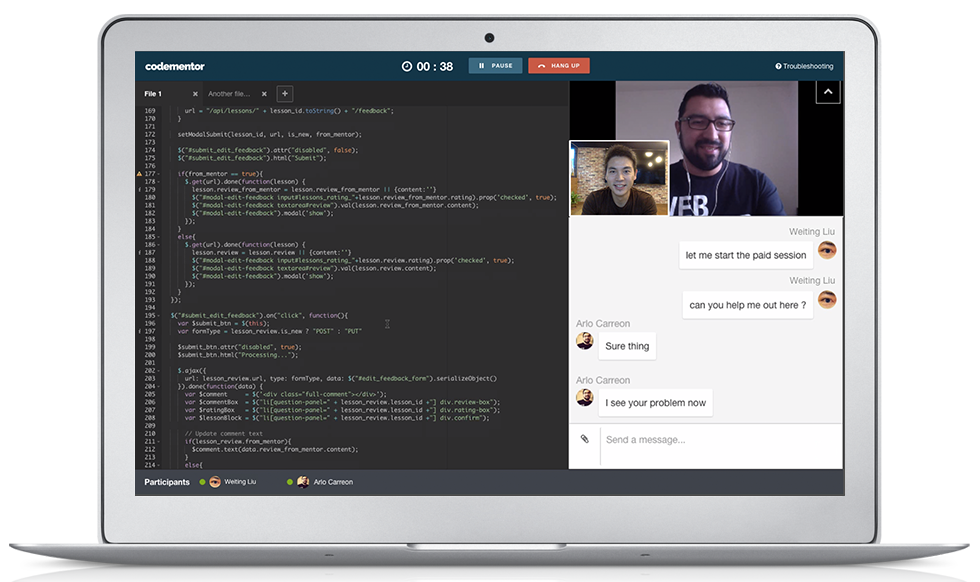 codementor
00 : 38
PAUSE
HANG UP
Troubleshooting
File 1
Another file...
169 url = "/api/lessons/" + lesson_id.toString() + "/feedback";
170 }
171
172 setModalSubmit(lesson_id, url, is_new, from_mentor);
173
174 $("#submit_edit_feedback").attr("disabled", false);
175 $("#submit_edit_feedback").html("Submit");
176
177 if(from_mentor == true){
178 $.get(url).done(function(lesson) {
179 lesson.review_from_mentor = lesson.review_from_mentor || {content:''}
180 $("#modal-edit-feedback input#lessons_rating_"+lesson.review_from_mentor.rating).prop('checked', true);
181 $("#modal-edit-feedback textarea#review").val(lesson.review_from_mentor.content);
182 $("#modal-edit-feedback").modal('show');
183 });
184 }
185 else{
186 $.get(url).done(function(lesson) {
187 lesson.review = lesson.review || {content:''}
188 $("#modal-edit-feedback input#lessons_rating_"+lesson.review.rating).prop('checked', true);
189 $("#modal-edit-feedback textarea#review").val(lesson.review.content);
190 $("#modal-edit-feedback").modal('show');
191 });
192 }
193 });
194
195 $("#submit_edit_feedback").on("click", function(){
196 var $submit_btn = $(this);
197 var formType = lesson_review.is_new ? "POST" : "PUT"
198
199 $submit_btn.attr("disabled", true);
200 $submit_btn.html("Processing...");
201
202 $.ajax({
203 url: lesson_review.url, type: formType, data: $("#edit_feedback_form").serializeObject()
204 }).done(function(data) {
205 var $comment = $('<div class="full-comment"></div>');
206 var $commentBox = $("li[question-panel=" + lesson_review.lesson_id +"] div.review-box");
207 var $ratingBox = $("li[question-panel=" + lesson_review.lesson_id +"] div.rating-box");
208 var $lessonBlock = $("li[question-panel=" + lesson_review.lesson_id +"] div.confirm");
209
210 // Update comment text
211 if(lesson_review.from_mentor){
212 $comment.text(data.review_from_mentor.content);
213 }
214 else{
WEB
Weiting Liu
let me start the paid session
Weiting Liu
can you help me out here ?
Arlo Carreon
Sure thing
Arlo Carreon
I see your problem now
Send a message...
Participants
Weiting Liu
Arlo Carreon